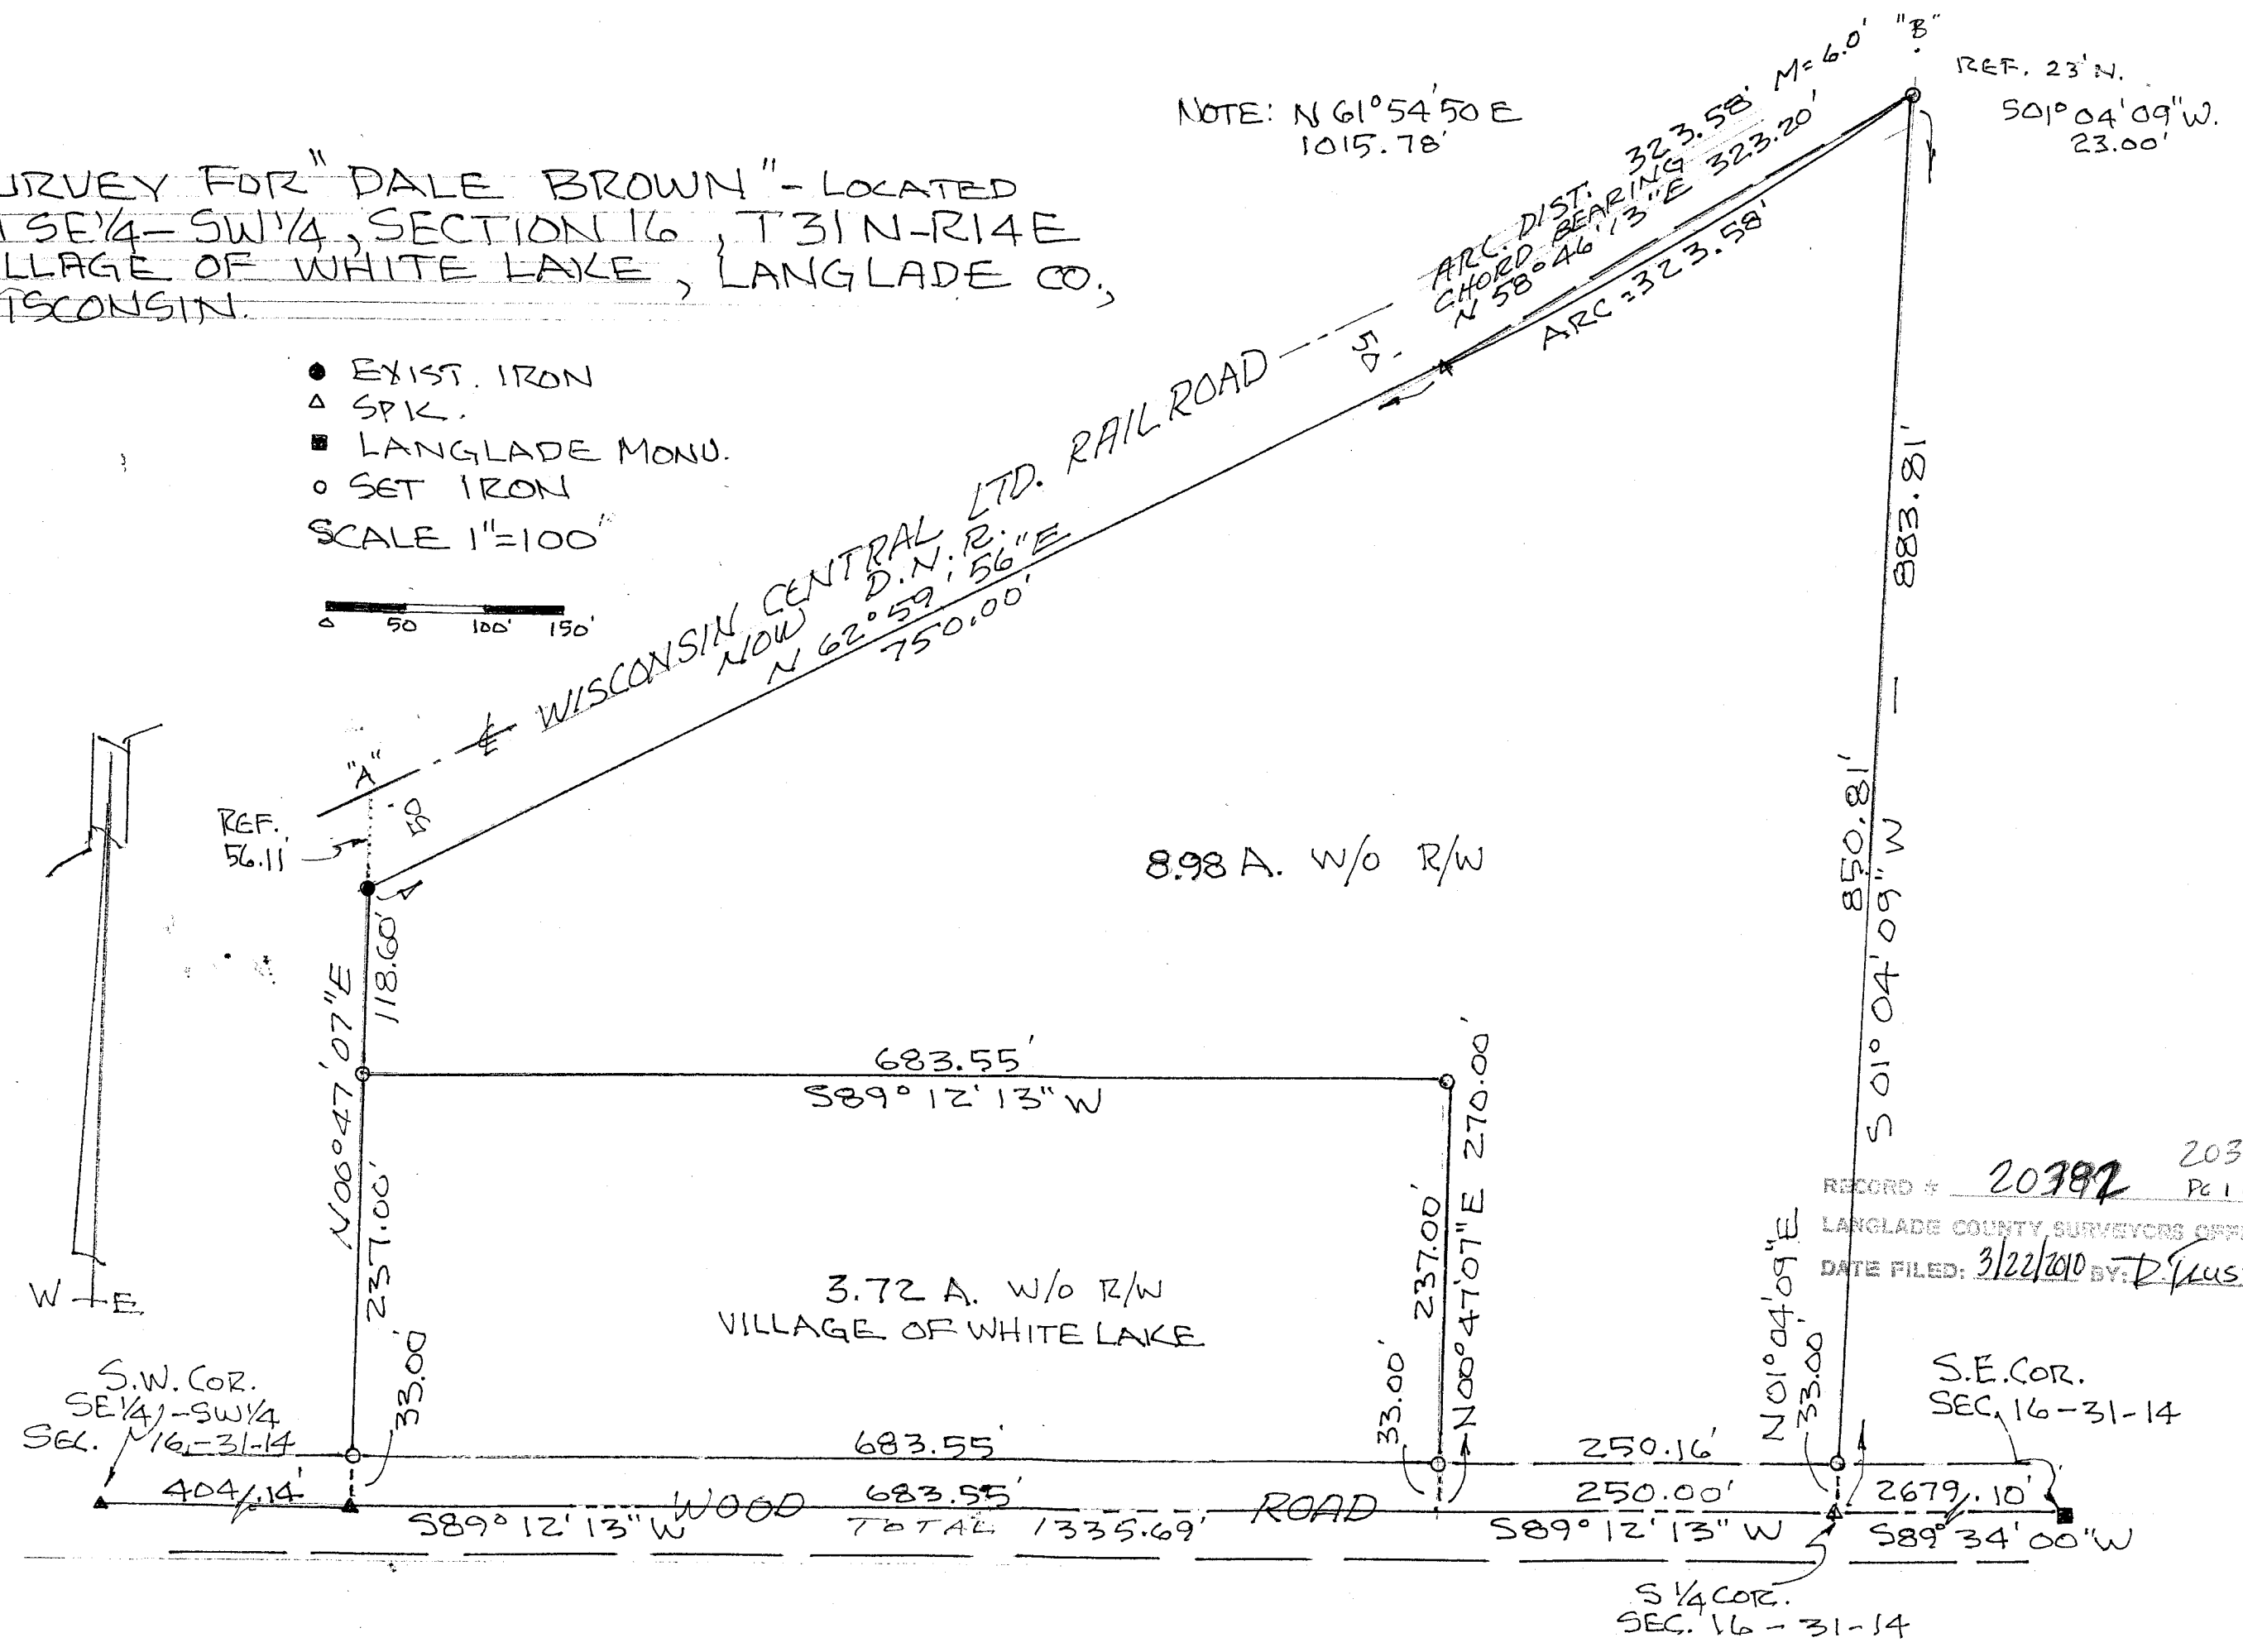 "B"
REF. 23' N.
S01°04'09"W.
23.00'
NOTE: N 61°54'50 E
1015.78'
ARC. DIST. 323.58' M=6.0'
CHORD BEARING
N 58°46'13"E 323.20'
ARC=323.58'
URVEY FOR "DALE BROWN" - LOCATED
SE1/4 - SW1/4, SECTION 16, T31N-R14E
LLAGE OF WHITE LAKE, LANGLADE CO.,
ISCONSIN.
● EXIST. IRON
△ SPK.
■ LANGLADE MONU.
○ SET IRON
SCALE 1"=100'
0 50 100' 150'
50'
℄ WISCONSIN CENTRAL LTD. RAILROAD
NOW D.N.R.
N 62°59'56"E
750.00'
883.81'
850.81'
S 01°04'09" W
"A"
50'
REF.
56.11'
8.98 A. W/O R/W
118.60'
N00°47'07"E
683.55'
S89°12'13"W
237.00'
237.00'
N00°47'07"E 270.00'
RECORD # 20382 203
PG 1
LANGLADE COUNTY SURVEYORS OFFI
DATE FILED: 3/22/2010 BY:
3.72 A. W/O R/W
VILLAGE OF WHITE LAKE
W E
33.00'
33.00'
N01°04'09"E
33.00'
S.W. COR.
SE1/4 - SW1/4
SEC. 16-31-14
S.E. COR.
SEC. 16-31-14
683.55'
250.16'
404.14'
WOOD 683.55' ROAD
250.00'
2679.10'
S89°12'13"W
TOTAL 1335.69'
S89°12'13"W
S89°34'00"W
S 1/4 COR.
SEC. 16-31-14